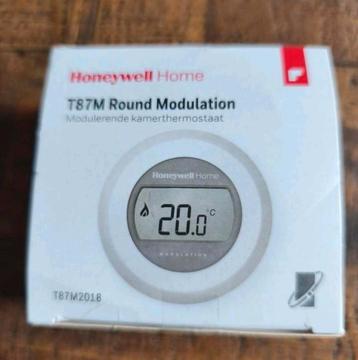 Honeywell Home
T87M Round Modulation
Modulerende kamerthermostaat
Honeywell Home
20.0 °C
MODULATION
T87M2018